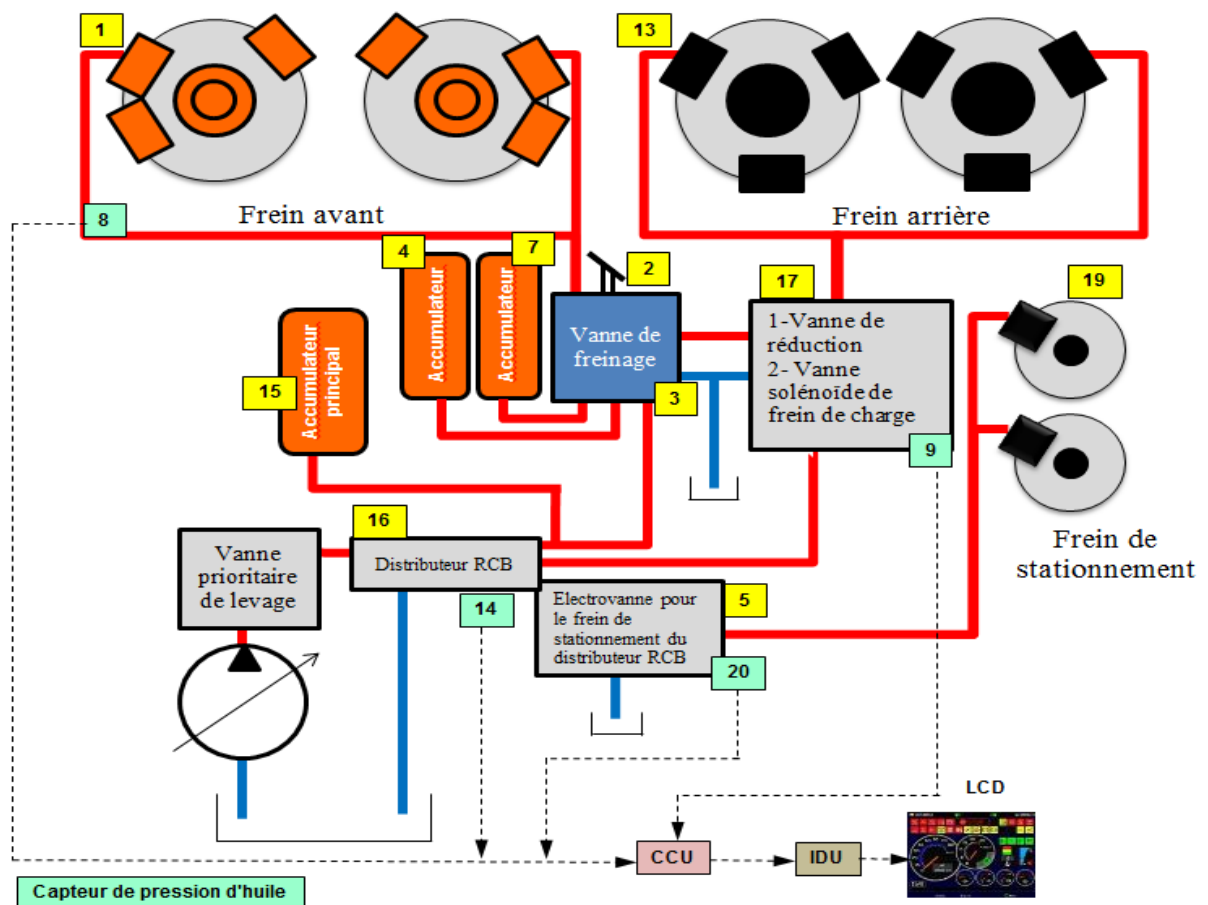 1
13
8
Frein avant
Frein arrière
4
7
2
17
19
Accumulateur
Accumulateur
Vanne de
freinage
1-Vanne de
réduction
2- Vanne
solénoïde de
frein de charge
Accumulateur
principal
15
3
9
Frein de
stationnement
16
Vanne
prioritaire
de levage
Distributeur RCB
14
Electrovanne pour
le frein de
stationnement du
distributeur RCB
5
20
LCD
CCU
IDU
Capteur de pression d'huile